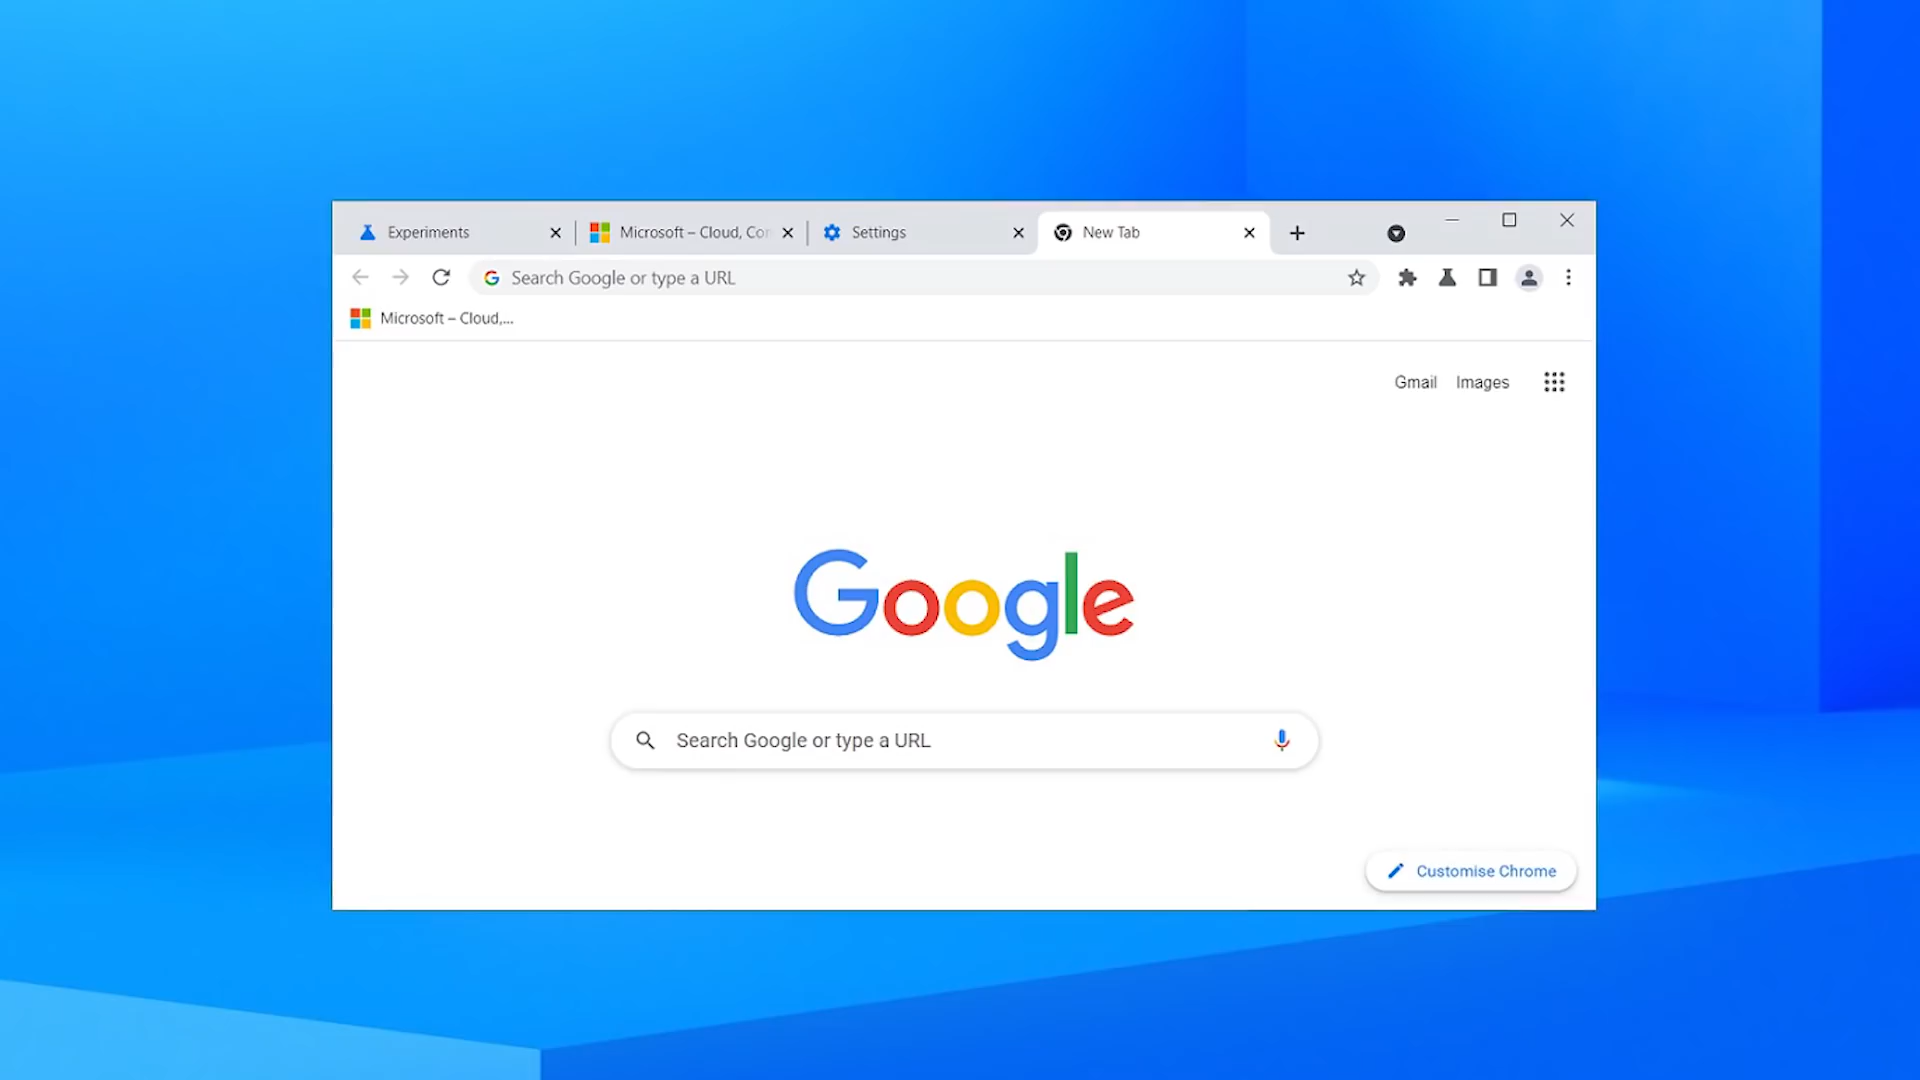 Experiments
Microsoft – Cloud, Co
Settings
New Tab
Search Google or type a URL
Microsoft – Cloud,...
Gmail
Images
Google
Search Google or type a URL
Customise Chrome